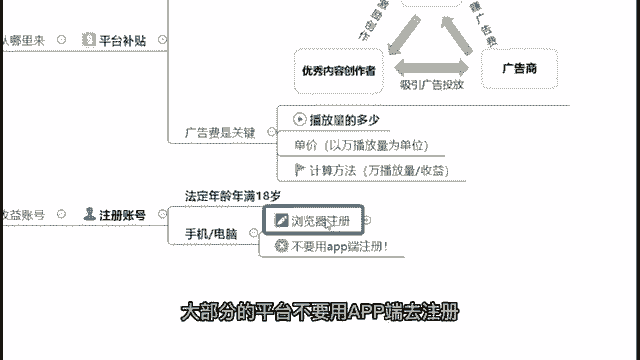 哪里来
平台补贴
赚广告费
优秀内容创作者
广告商
吸引广告投放
广告费是关键
播放量的多少
单价（以万播放量为单位）
计算方法（万播放量/收益）
收益账号
注册账号
法定年龄年满18岁
手机/电脑
浏览器注册
不要用app端注册！
大部分的平台不要用APP端去注册